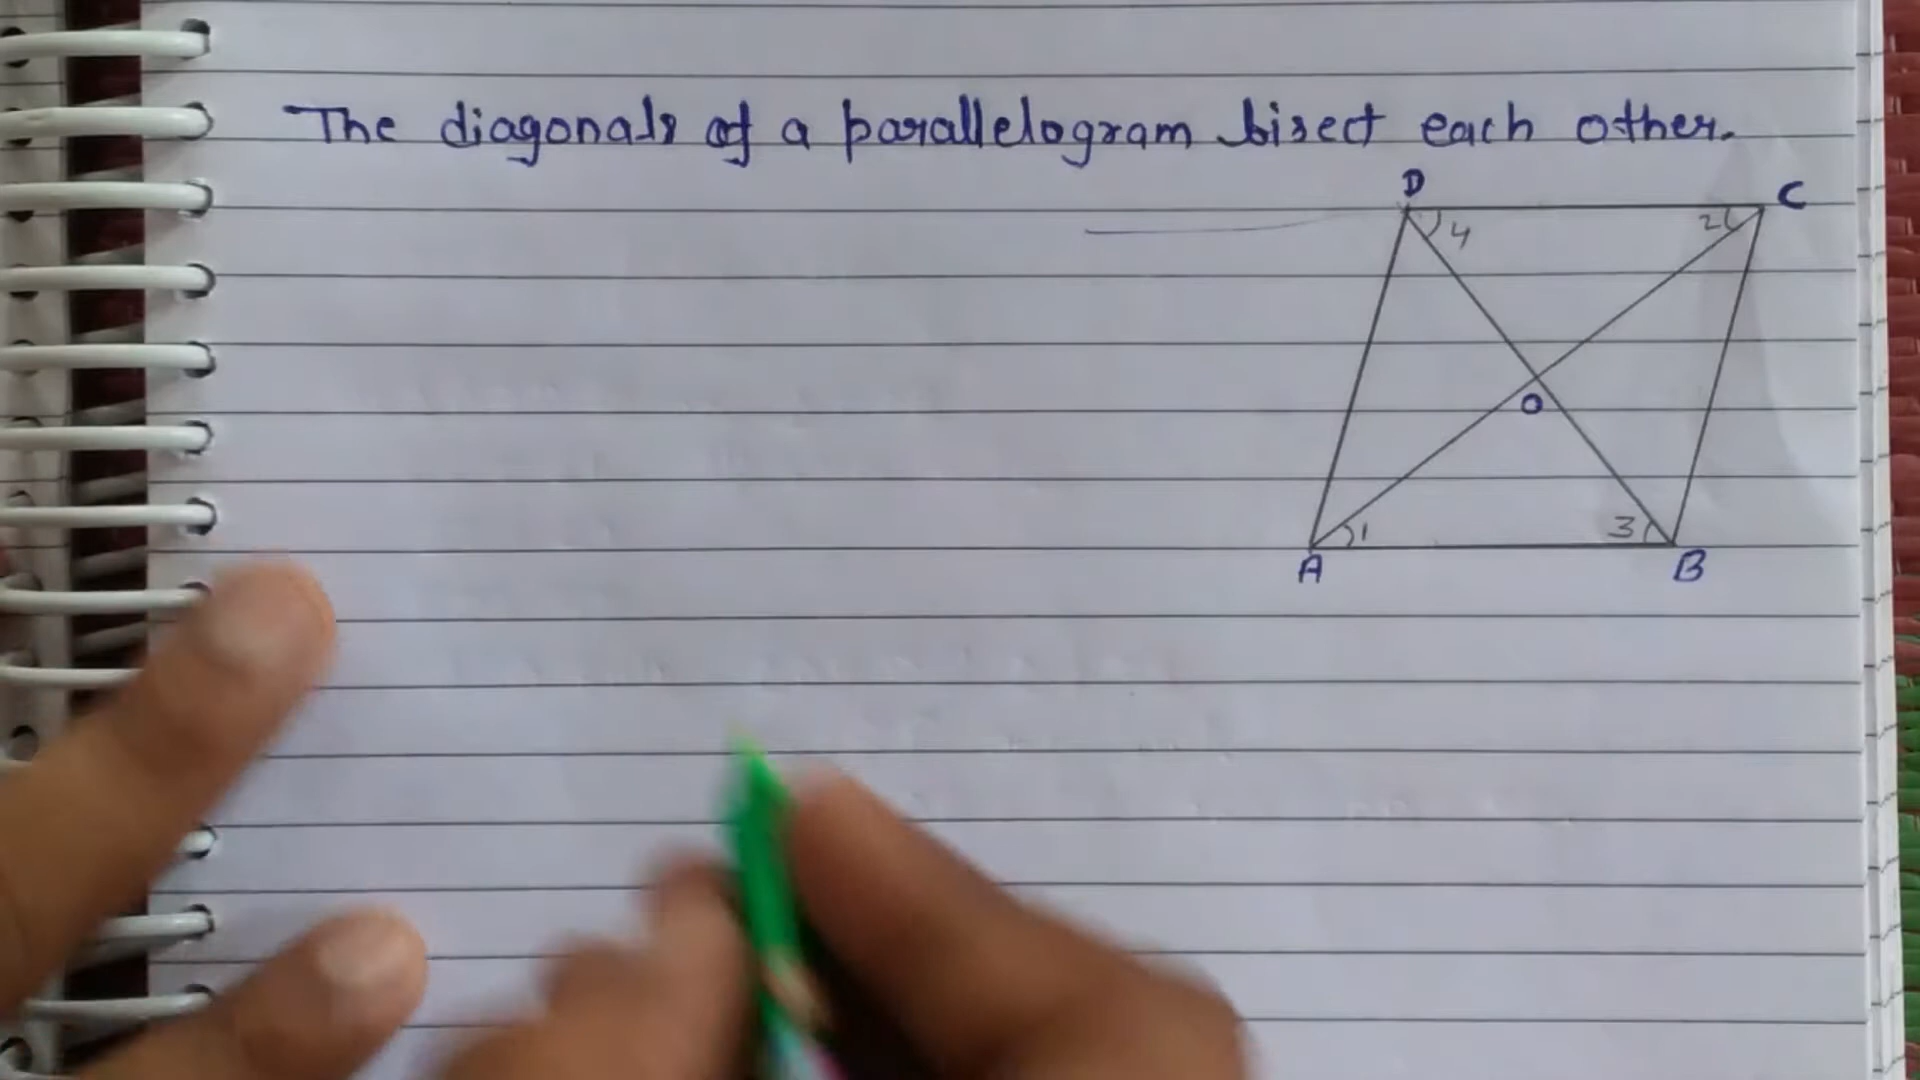 The diagonals of a parallelogram bisect each other.
D C
4 2
O
1 3
A B